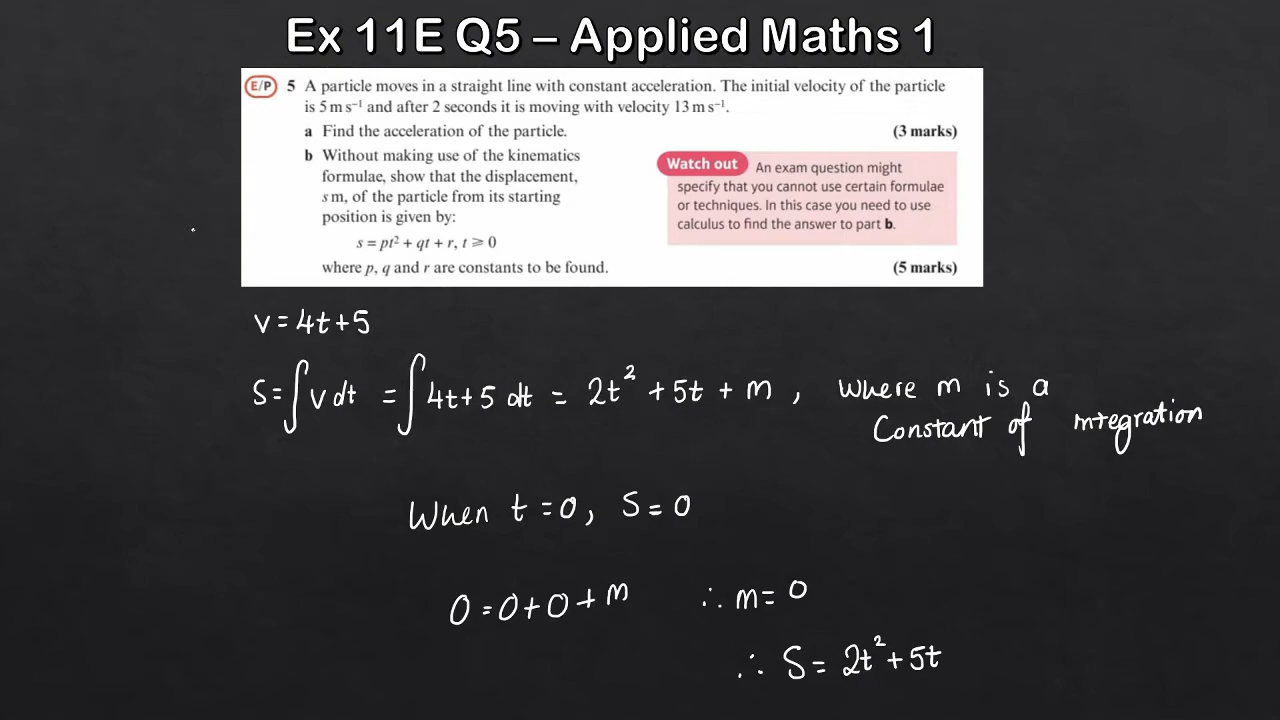 Ex 11E Q5 – Applied Maths 1
E/P 5 A particle moves in a straight line with constant acceleration. The initial velocity of the particle
is 5 m s⁻¹ and after 2 seconds it is moving with velocity 13 m s⁻¹.
a Find the acceleration of the particle. (3 marks)
b Without making use of the kinematics
formulae, show that the displacement,
s m, of the particle from its starting
position is given by:
s = pt² + qt + r, t ⩾ 0
where p, q and r are constants to be found. (5 marks)
Watch out An exam question might
specify that you cannot use certain formulae
or techniques. In this case you need to use
calculus to find the answer to part b.
v = 4t + 5
S = ∫ v dt = ∫ 4t + 5 dt = 2t² + 5t + m , where m is a
Constant of integration
When t = 0, S = 0
0 = 0 + 0 + m ∴ m = 0
∴ S = 2t² + 5t